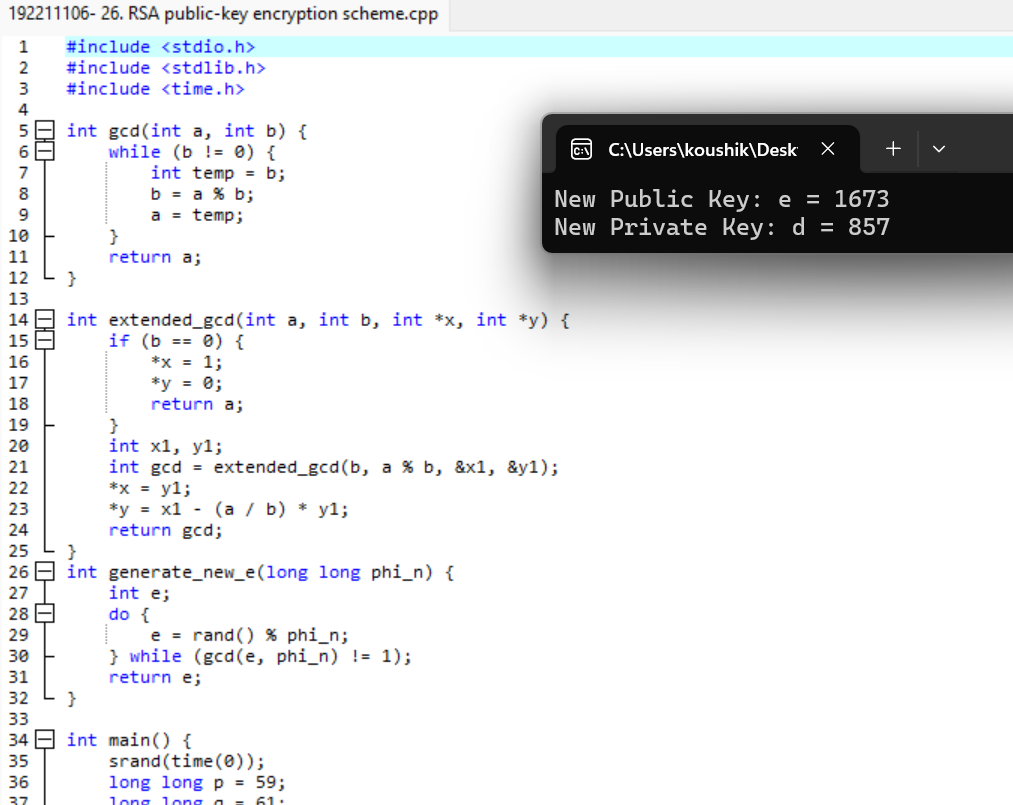 192211106- 26. RSA public-key encryption scheme.cpp
1 #include <stdio.h>
2 #include <stdlib.h>
3 #include <time.h>
4
5 int gcd(int a, int b) {
6     while (b != 0) {
7         int temp = b;
8         b = a % b;
9         a = temp;
10     }
11     return a;
12 }
13
14 int extended_gcd(int a, int b, int *x, int *y) {
15     if (b == 0) {
16         *x = 1;
17         *y = 0;
18         return a;
19     }
20     int x1, y1;
21     int gcd = extended_gcd(b, a % b, &x1, &y1);
22     *x = y1;
23     *y = x1 - (a / b) * y1;
24     return gcd;
25 }
26 int generate_new_e(long long phi_n) {
27     int e;
28     do {
29         e = rand() % phi_n;
30     } while (gcd(e, phi_n) != 1);
31     return e;
32 }
33
34 int main() {
35     srand(time(0));
36     long long p = 59;
37     long long q = 61;
C:\Users\koushik\Desk
New Public Key: e = 1673
New Private Key: d = 857